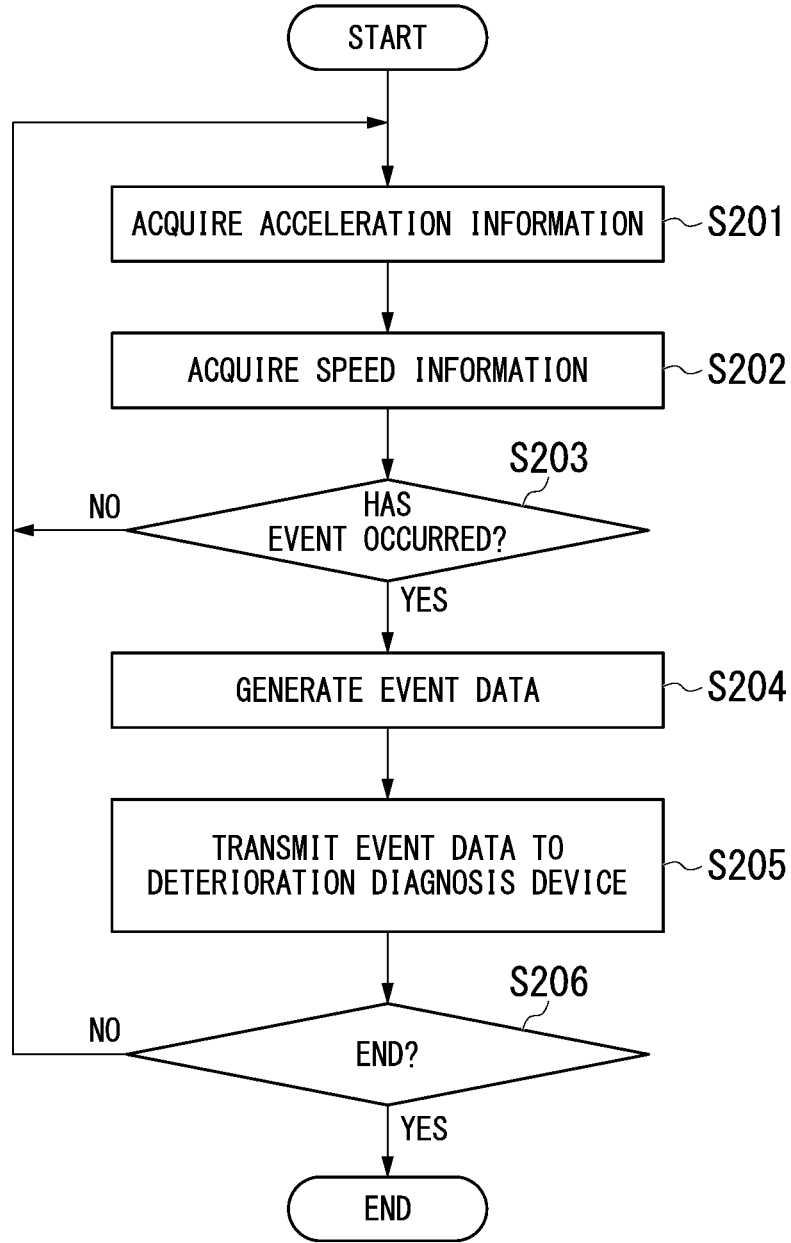 START
ACQUIRE ACCELERATION INFORMATION
S201
ACQUIRE SPEED INFORMATION
S202
S203
HAS
EVENT OCCURRED?
NO
YES
GENERATE EVENT DATA
S204
TRANSMIT EVENT DATA TO
DETERIORATION DIAGNOSIS DEVICE
S205
S206
END?
NO
YES
END